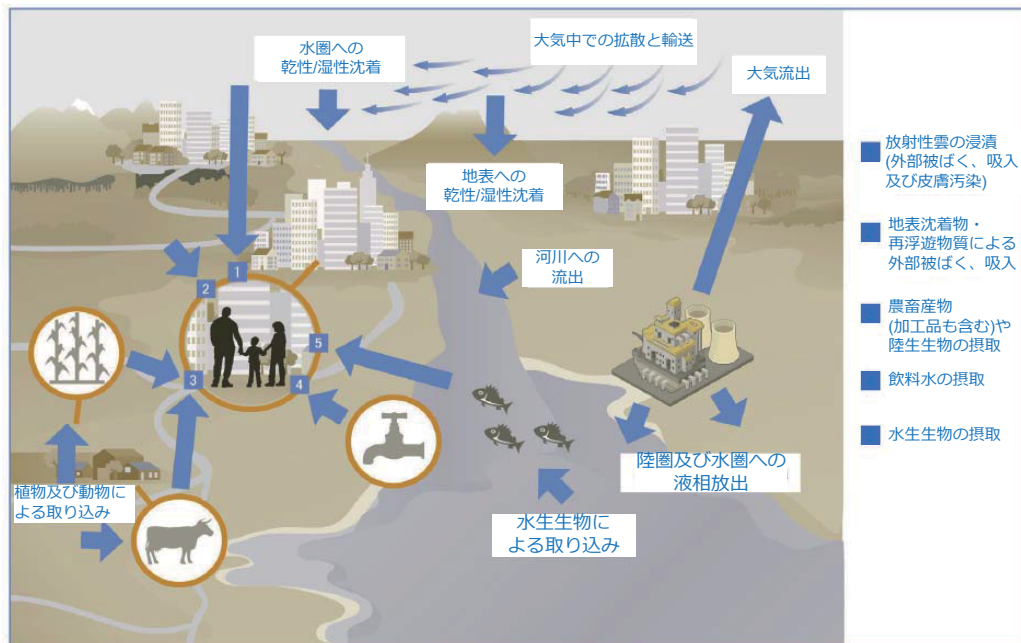 水圏への
乾性/湿性沈着
大気中での拡散と輸送
大気流出
地表への
乾性/湿性沈着
河川への
流出
1
2
3
4
5
植物及び動物に
よる取り込み
水生生物に
よる取り込み
陸圏及び水圏への
液相放出
放射性雲の浸漬
(外部被ばく、吸入
及び皮膚汚染)
地表沈着物・
再浮遊物質による
外部被ばく、吸入
農畜産物
(加工品も含む)や
陸生生物の摂取
飲料水の摂取
水生生物の摂取